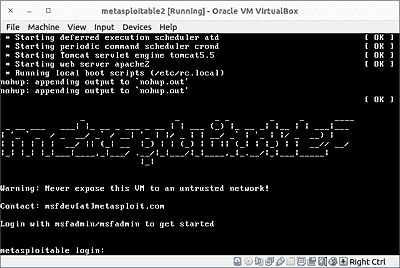 metasploitable2 [Running] - Oracle VM VirtualBox
File Machine View Input Devices Help
* Starting deferred execution scheduler atd [ OK ]
* Starting periodic command scheduler crond [ OK ]
* Starting Tomcat servlet engine tomcat5.5 [ OK ]
* Starting web server apache2 [ OK ]
* Running local boot scripts (/etc/rc.local)
nohup: appending output to `nohup.out'
nohup: appending output to `nohup.out'
[ OK ]
metasploitable2
Warning: Never expose this VM to an untrusted network!
Contact: msfdev[at]metasploit.com
Login with msfadmin/msfadmin to get started
metasploitable login:
Right Ctrl